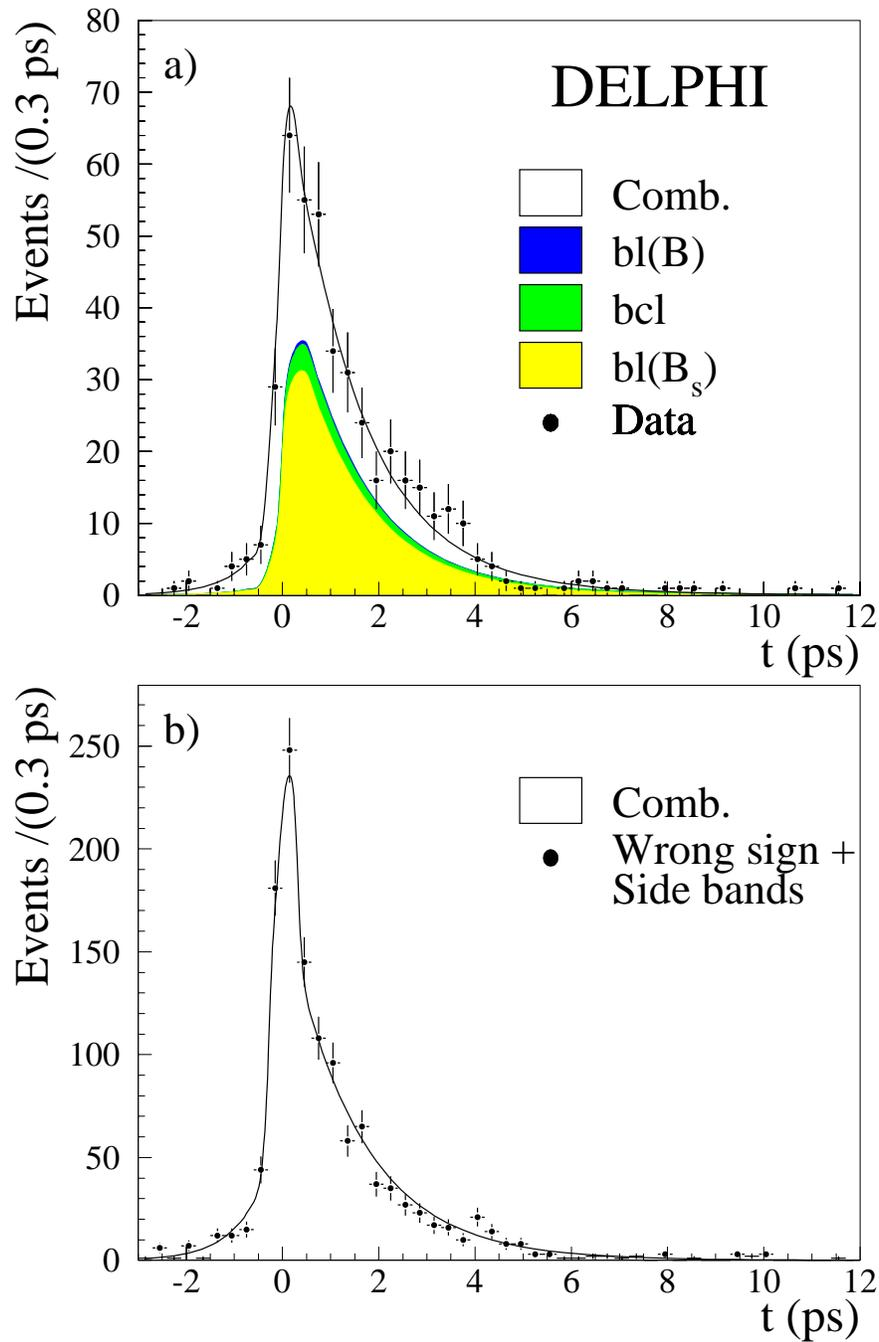 a)
DELPHI
Events /(0.3 ps)
80
70
60
50
40
30
20
10
0
Comb.
bl(B)
bcl
bl(Bs)
Data
-2 0 2 4 6 8 10 12
t (ps)
b)
Events /(0.3 ps)
250
200
150
100
50
0
Comb.
Wrong sign +
Side bands
-2 0 2 4 6 8 10 12
t (ps)